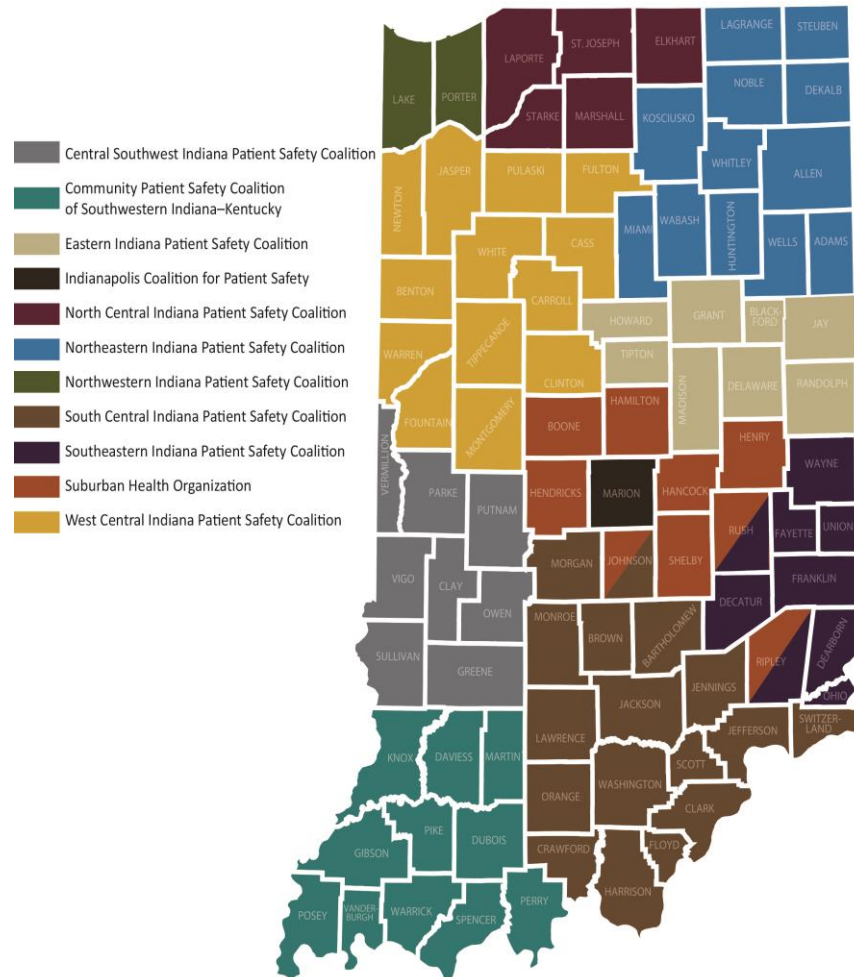 Central Southwest Indiana Patient Safety Coalition
Community Patient Safety Coalition
of Southwestern Indiana–Kentucky
Eastern Indiana Patient Safety Coalition
Indianapolis Coalition for Patient Safety
North Central Indiana Patient Safety Coalition
Northeastern Indiana Patient Safety Coalition
Northwestern Indiana Patient Safety Coalition
South Central Indiana Patient Safety Coalition
Southeastern Indiana Patient Safety Coalition
Suburban Health Organization
West Central Indiana Patient Safety Coalition
LAKE
PORTER
LAPORTE
ST. JOSEPH
ELKHART
LAGRANGE
STEUBEN
NOBLE
DEKALB
STARKE
MARSHALL
KOSCIUSKO
WHITLEY
ALLEN
NEWTON
JASPER
PULASKI
FULTON
MIAMI
WABASH
HUNTINGTON
WELLS
ADAMS
WHITE
CASS
BENTON
CARROLL
HOWARD
GRANT
BLACK-
FORD
JAY
WARREN
TIPPECANOE
CLINTON
TIPTON
MADISON
DELAWARE
RANDOLPH
FOUNTAIN
MONTGOMERY
BOONE
HAMILTON
HENRY
VERMILLION
PARKE
PUTNAM
HENDRICKS
MARION
HANCOCK
WAYNE
RUSH
FAYETTE
UNION
VIGO
CLAY
OWEN
MORGAN
JOHNSON
SHELBY
DECATUR
FRANKLIN
SULLIVAN
GREENE
MONROE
BROWN
BARTHOLOMEW
RIPLEY
DEARBORN
OHIO
JENNINGS
JACKSON
LAWRENCE
JEFFERSON
SWITZER-
LAND
KNOX
DAVIESS
MARTIN
ORANGE
WASHINGTON
SCOTT
CLARK
GIBSON
PIKE
DUBOIS
CRAWFORD
FLOYD
HARRISON
POSEY
VANDER-
BURGH
WARRICK
SPENCER
PERRY